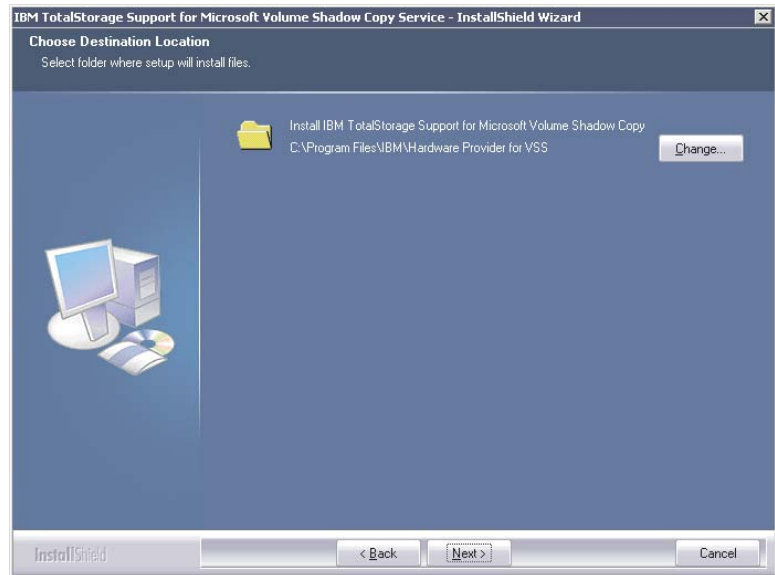 IBM TotalStorage Support for Microsoft Volume Shadow Copy Service - InstallShield Wizard
Choose Destination Location
Select folder where setup will install files.
Install IBM TotalStorage Support for Microsoft Volume Shadow Copy
C:\Program Files\IBM\Hardware Provider for VSS
Change...
InstallShield
< Back
Next >
Cancel